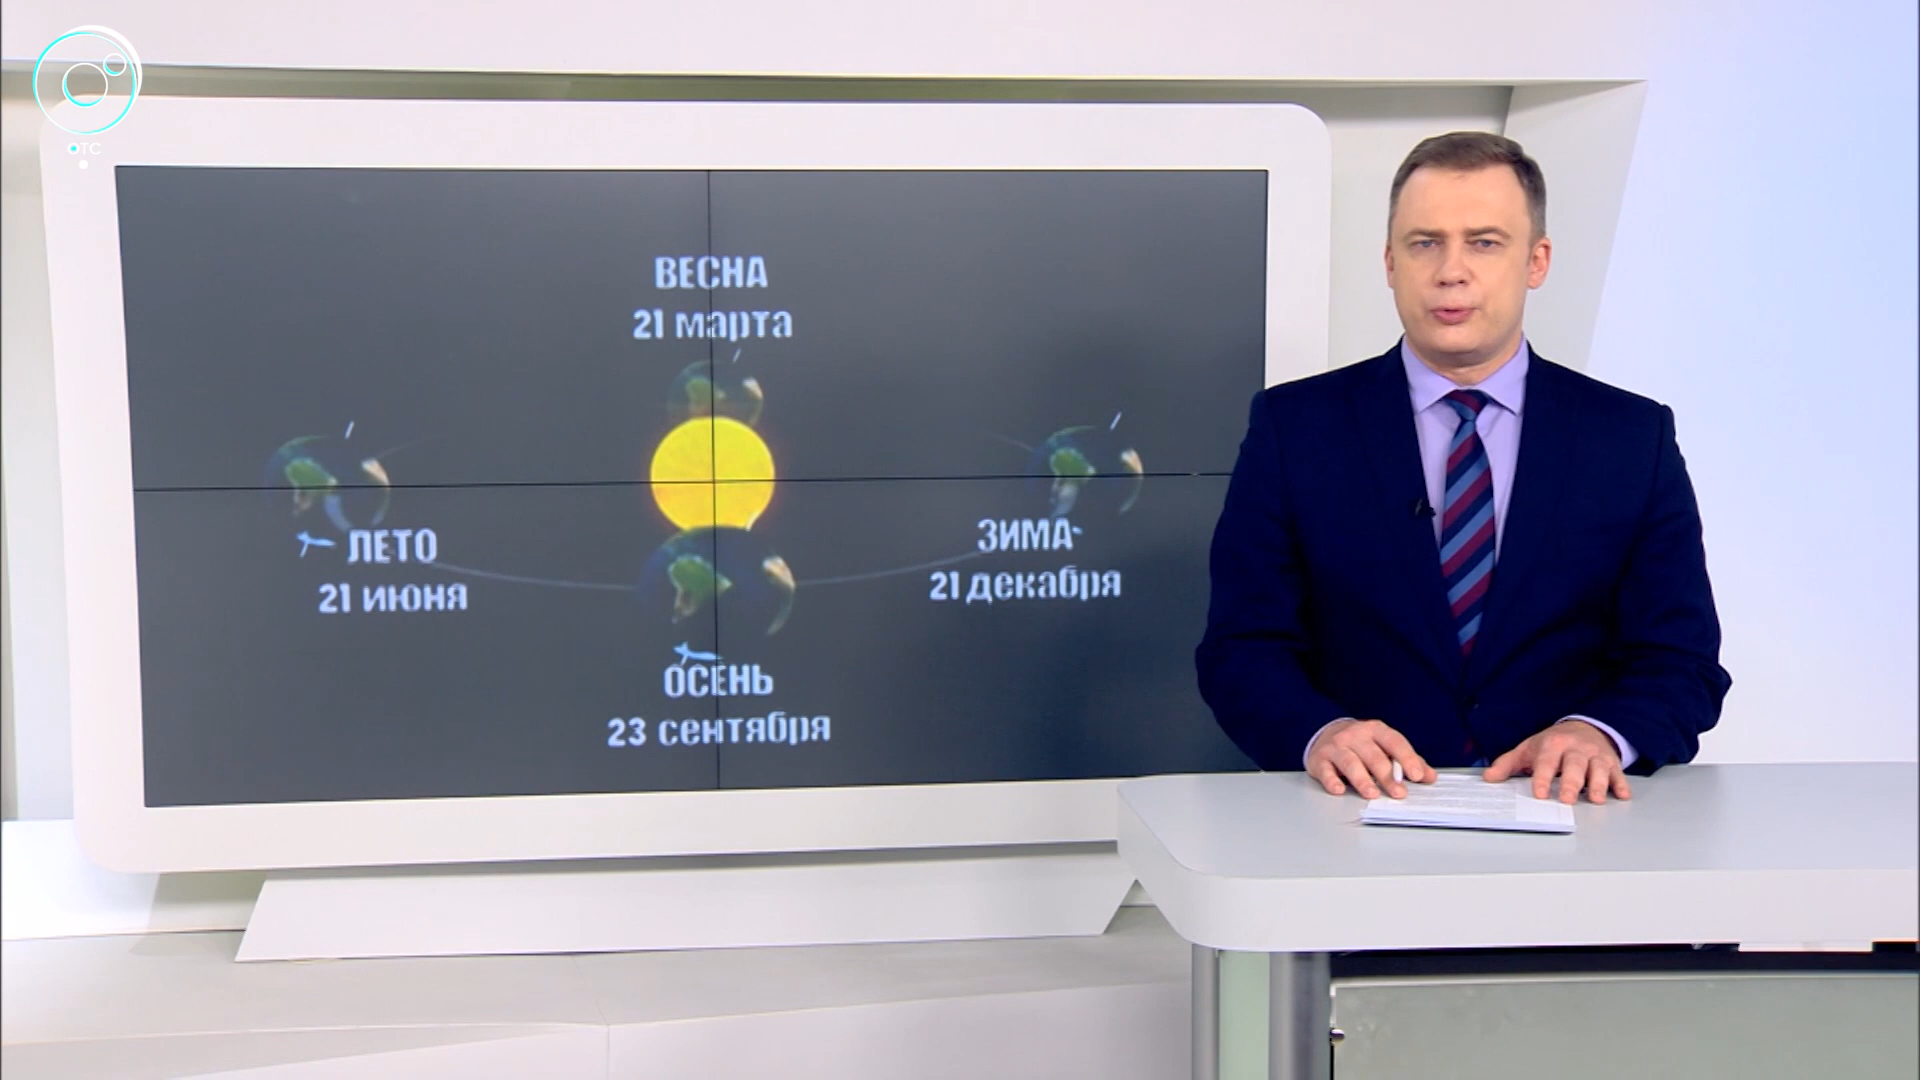 ОТС
ВЕСНА
21 марта
ЛЕТО
21 июня
ЗИМА
21 декабря
ОСЕНЬ
23 сентября